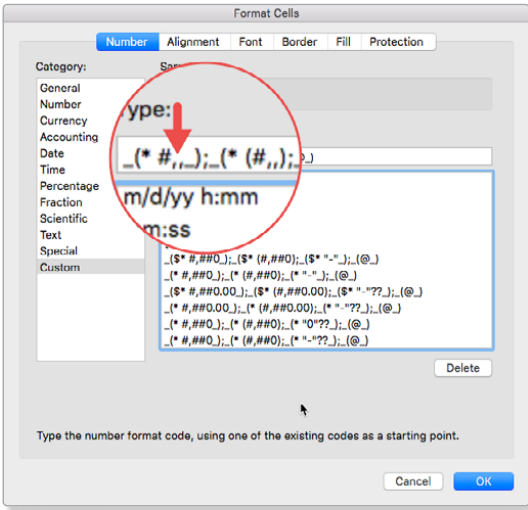 Format Cells
Number Alignment Font Border Fill Protection
Category:
General
Number
Currency
Accounting
Date
Time
Percentage
Fraction
Scientific
Text
Special
Custom
ype:
_(* #,,_);_(* (#,,);_
_)
m/d/yy h:mm
m:ss
_($* #,##0_);_($* (#,##0);_($* "-"_);_(@_)
_(* #,##0_);_(* (#,##0);_(* "-"_);_(@_)
_($* #,##0.00_);_($* (#,##0.00);_($* "-"??_);_(@_)
_(* #,##0.00_);_(* (#,##0.00);_(* "-"??_);_(@_)
_(* #,##0_);_(* (#,##0);_(* "0"??_);_(@_)
_(* #,##0_);_(* (#,##0);_(* "-"??_);_(@_)
Delete
Type the number format code, using one of the existing codes as a starting point.
Cancel OK